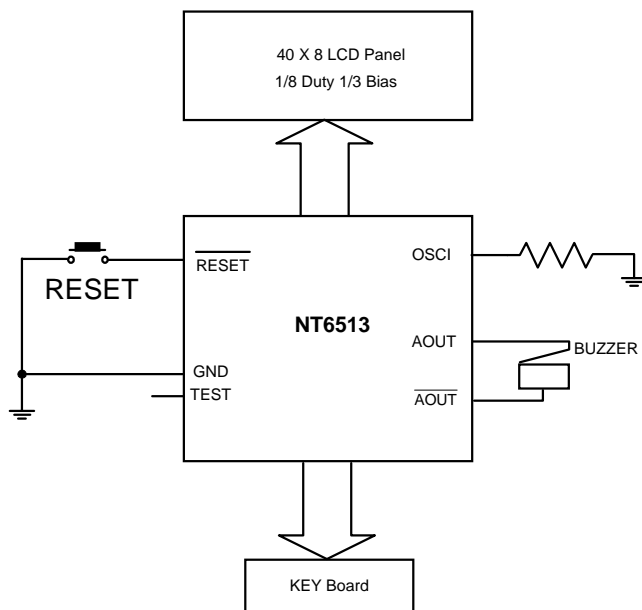 40 X 8 LCD Panel
1/8 Duty 1/3 Bias
RESET
RESET
OSCI
NT6513
AOUT
BUZZER
GND
TEST
AOUT
KEY Board